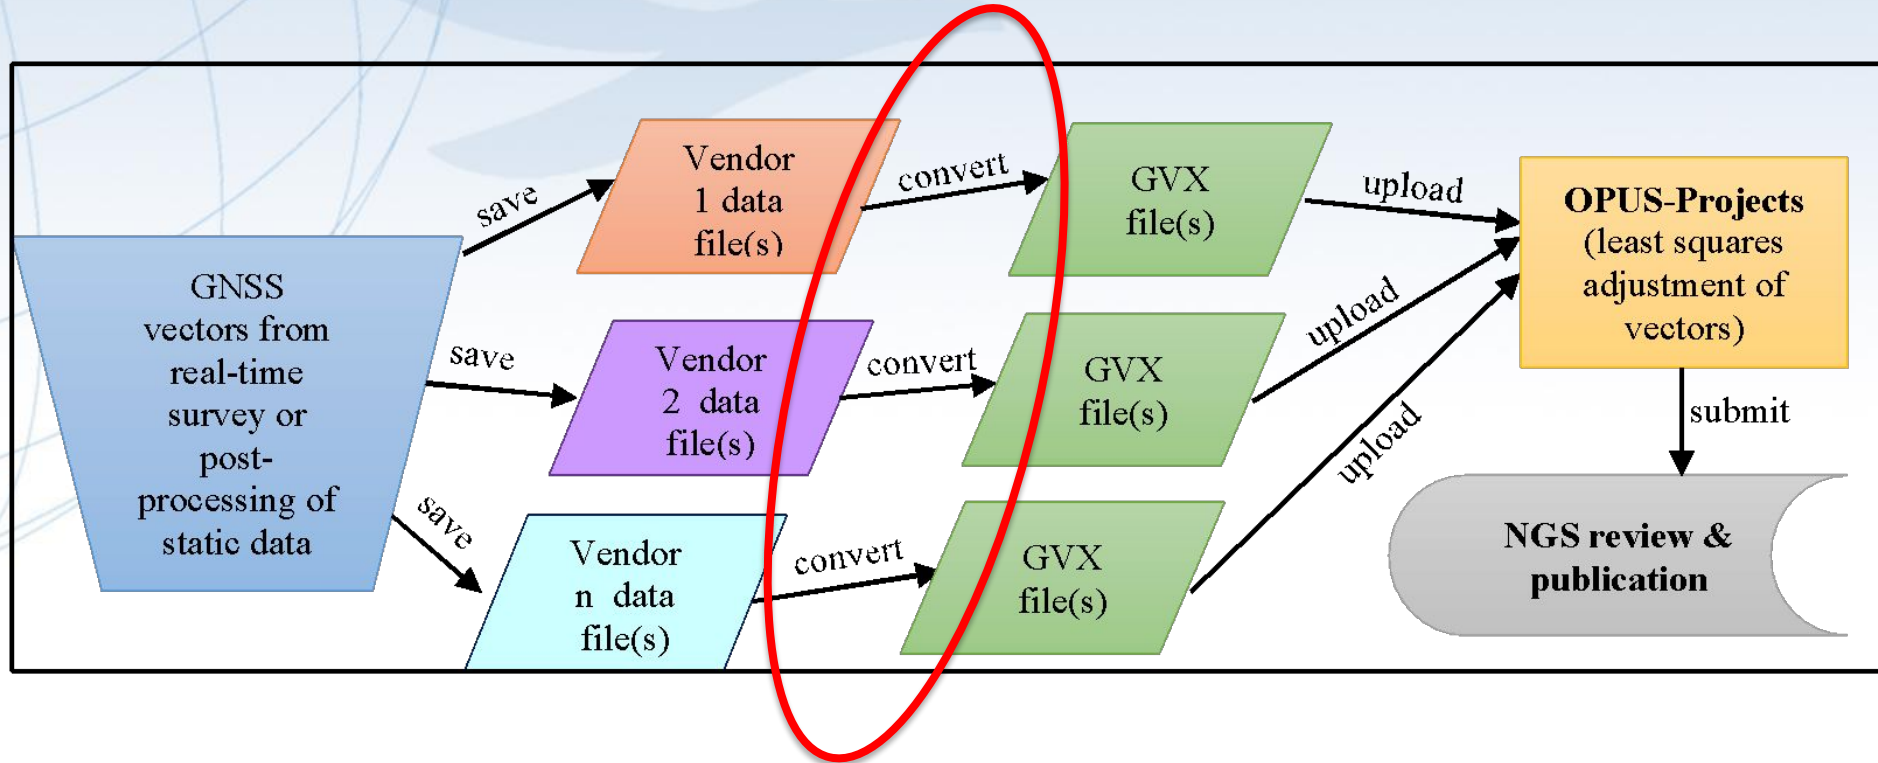 GNSS
vectors from
real-time
survey or
post-
processing of
static data
save
save
save
Vendor
1 data
file(s)
Vendor
2 data
file(s)
Vendor
n data
file(s)
convert
convert
convert
GVX
file(s)
GVX
file(s)
GVX
file(s)
upload
upload
upload
OPUS-Projects
(least squares
adjustment of
vectors)
submit
NGS review &
publication